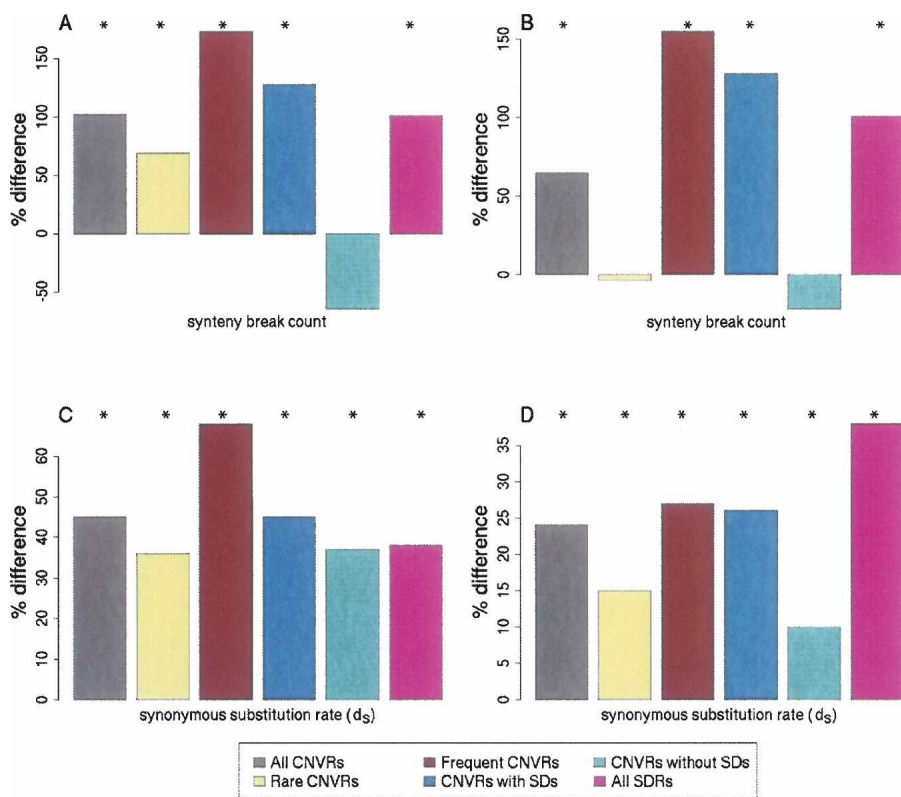 A
* * * * *
% difference
150
100
50
0
-50
synteny break count
B
* * * *
% difference
150
100
50
0
synteny break count
C
* * * * * *
% difference
60
50
40
30
20
10
0
synonymous substitution rate (dS)
D
* * * * * *
% difference
35
30
25
20
15
10
5
0
synonymous substitution rate (dS)
All CNVRs Frequent CNVRs CNVRs without SDs
Rare CNVRs CNVRs with SDs All SDRs